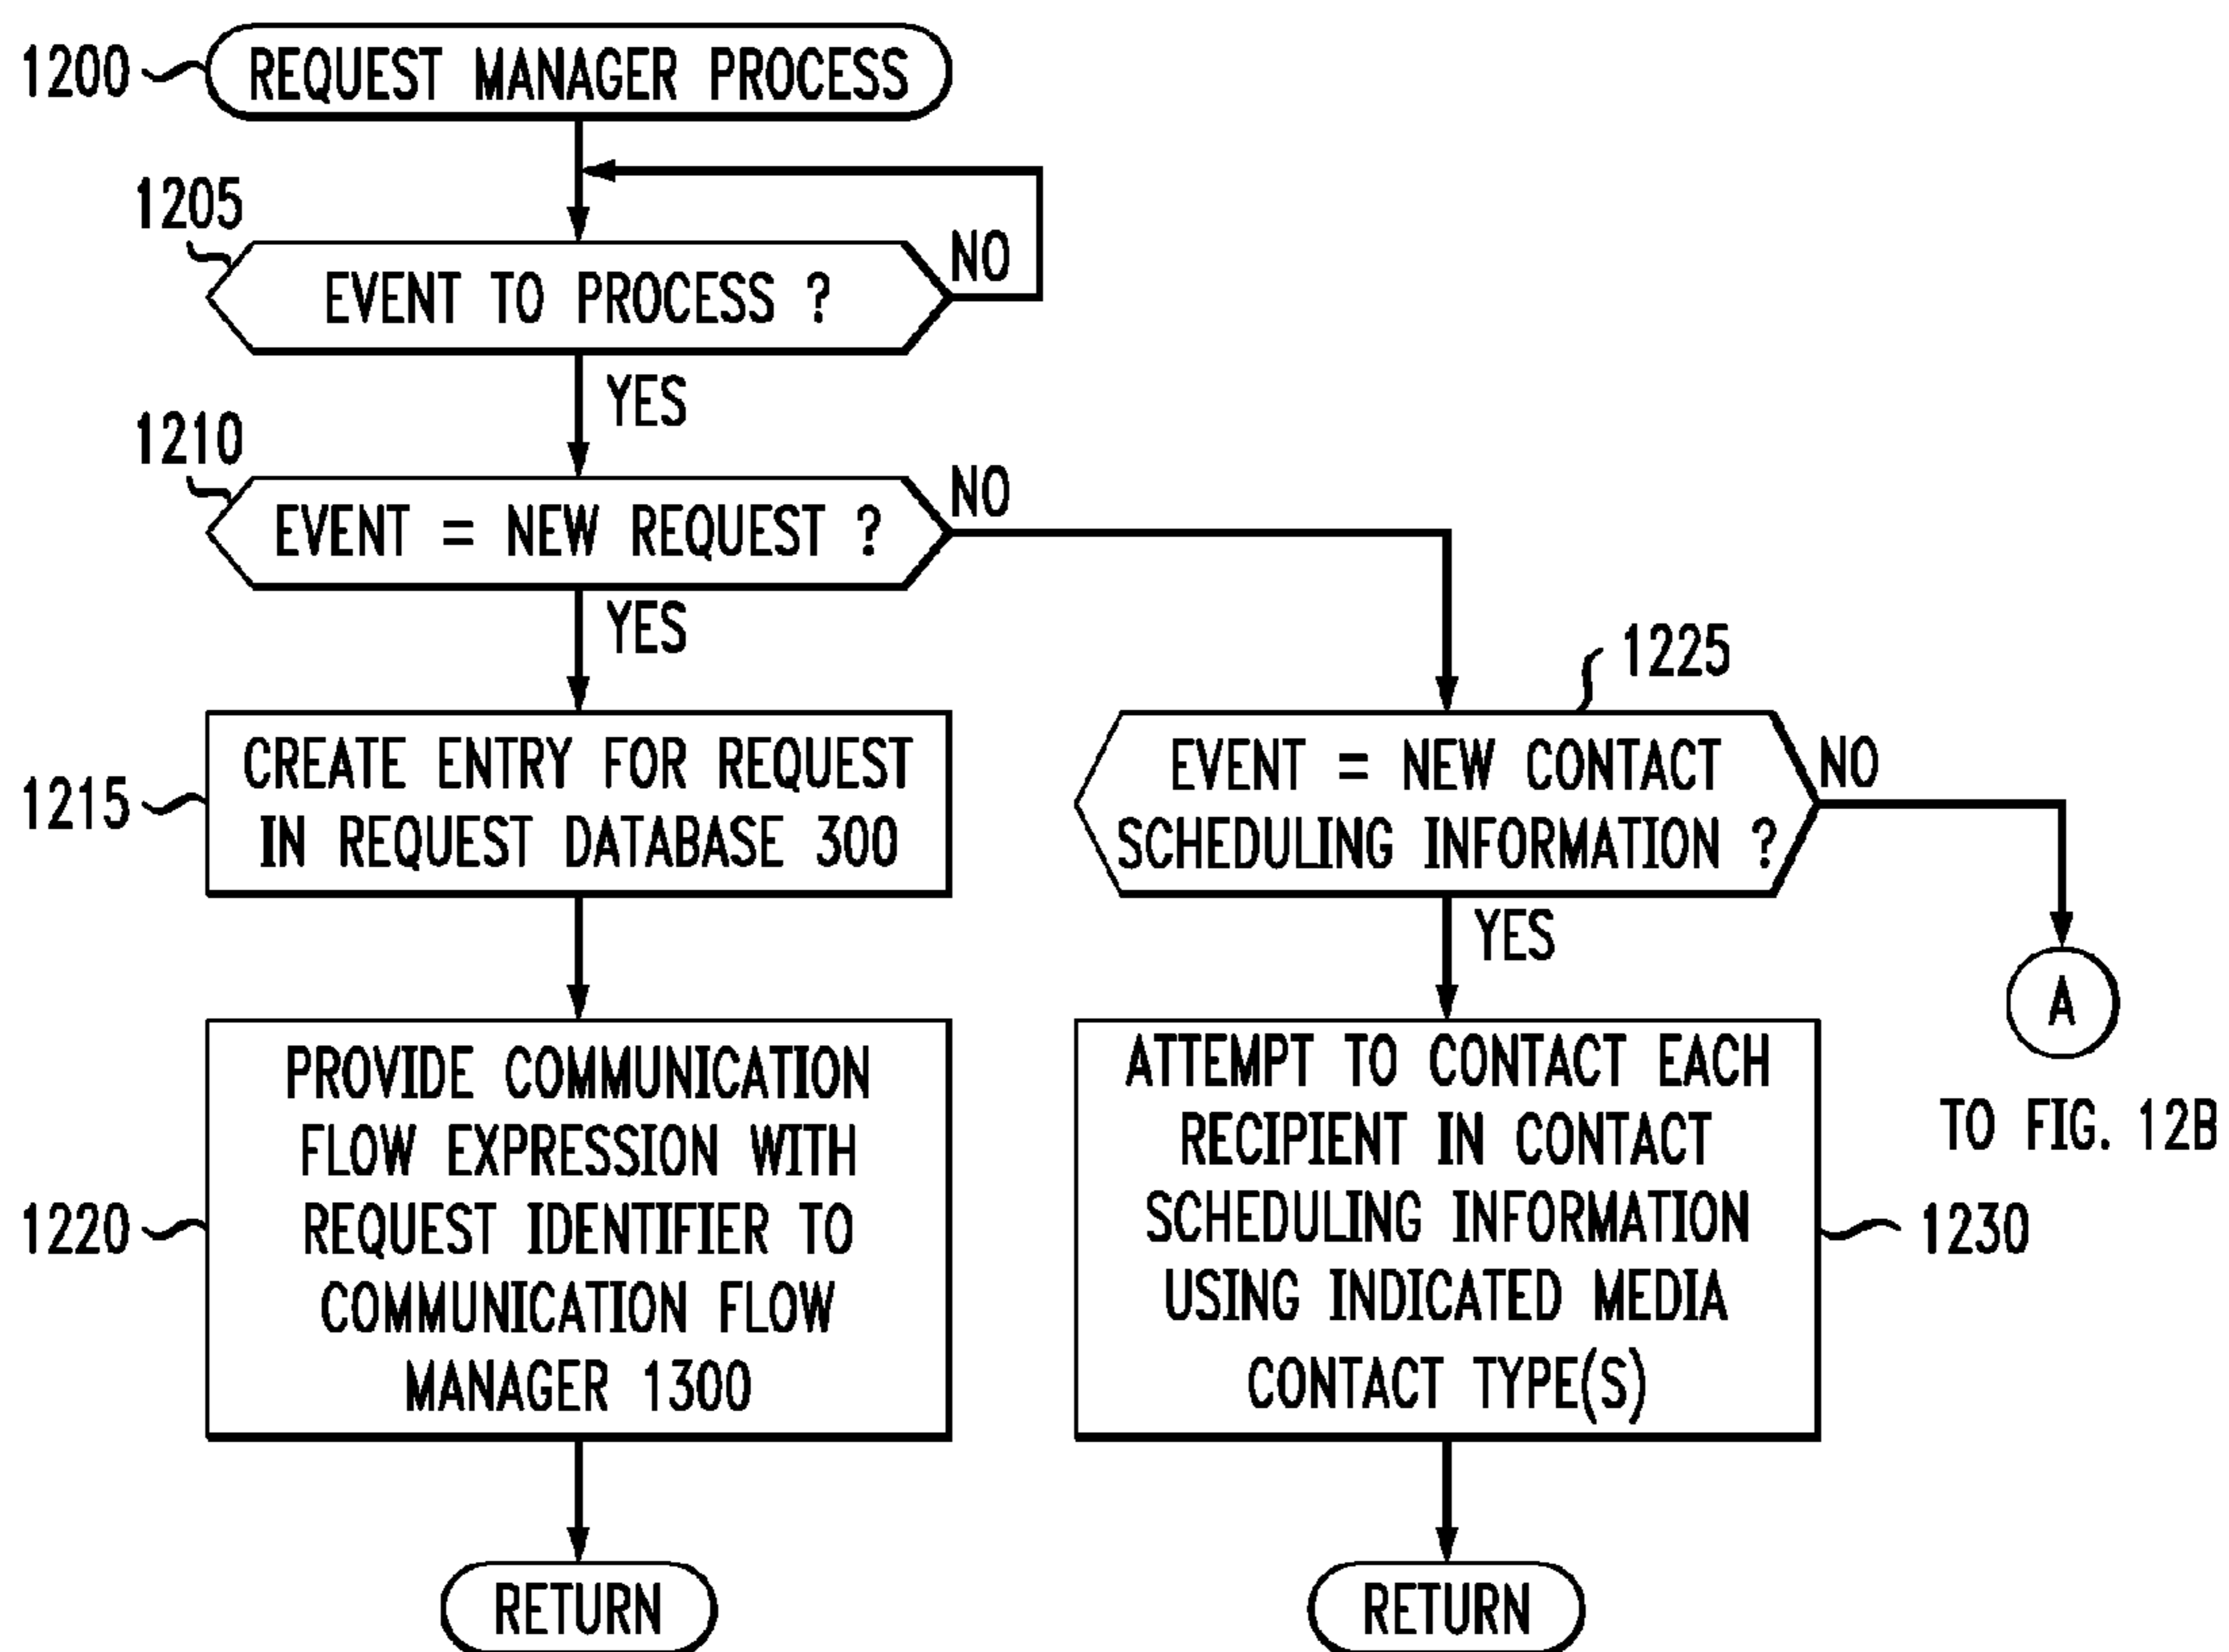 1200
REQUEST MANAGER PROCESS
1205
NO
EVENT TO PROCESS ?
YES
1210
NO
EVENT = NEW REQUEST ?
YES
1225
1215
CREATE ENTRY FOR REQUEST
IN REQUEST DATABASE 300
EVENT = NEW CONTACT
SCHEDULING INFORMATION ?
NO
YES
A
TO FIG. 12B
1220
PROVIDE COMMUNICATION
FLOW EXPRESSION WITH
REQUEST IDENTIFIER TO
COMMUNICATION FLOW
MANAGER 1300
ATTEMPT TO CONTACT EACH
RECIPIENT IN CONTACT
SCHEDULING INFORMATION
USING INDICATED MEDIA
CONTACT TYPE(S)
1230
RETURN
RETURN